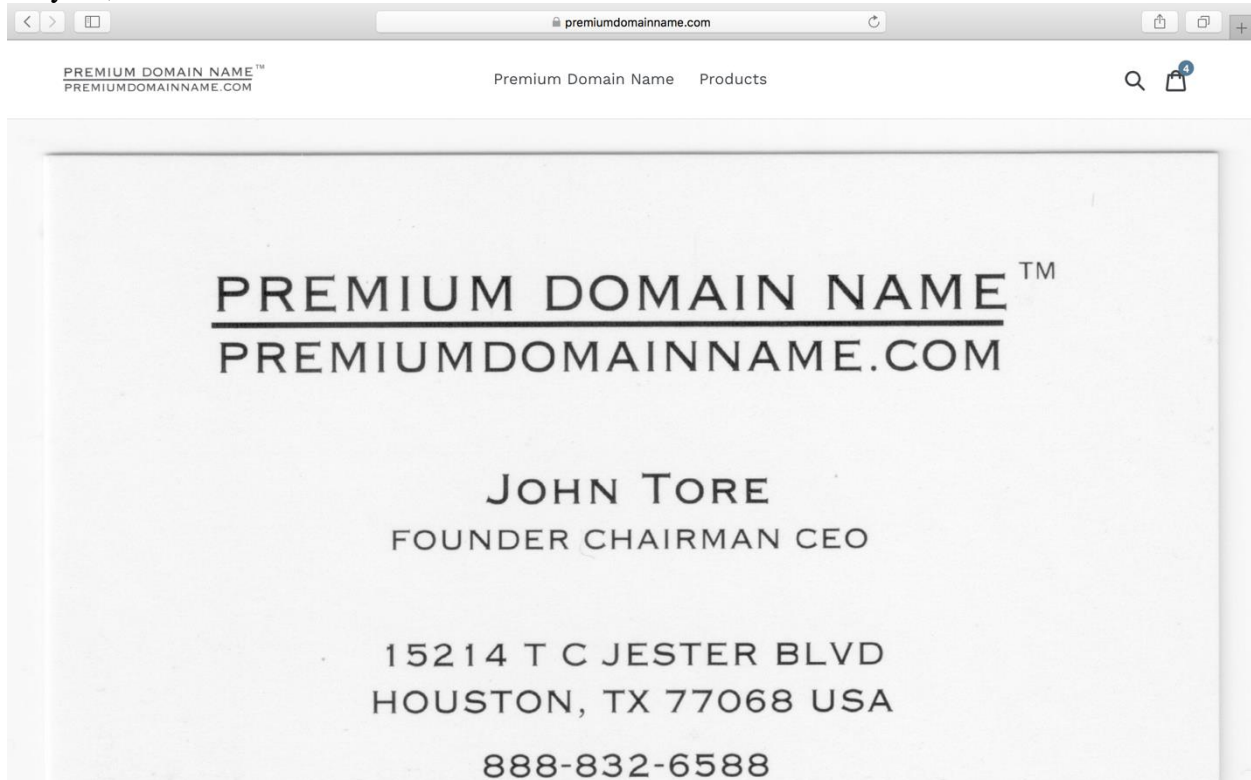 premiumdomainname.com
PREMIUM DOMAIN NAME™
PREMIUMDOMAINNAME.COM
Premium Domain Name Products
4
PREMIUM DOMAIN NAME™
PREMIUMDOMAINNAME.COM
JOHN TORE
FOUNDER CHAIRMAN CEO
15214 T C JESTER BLVD
HOUSTON, TX 77068 USA
888-832-6588